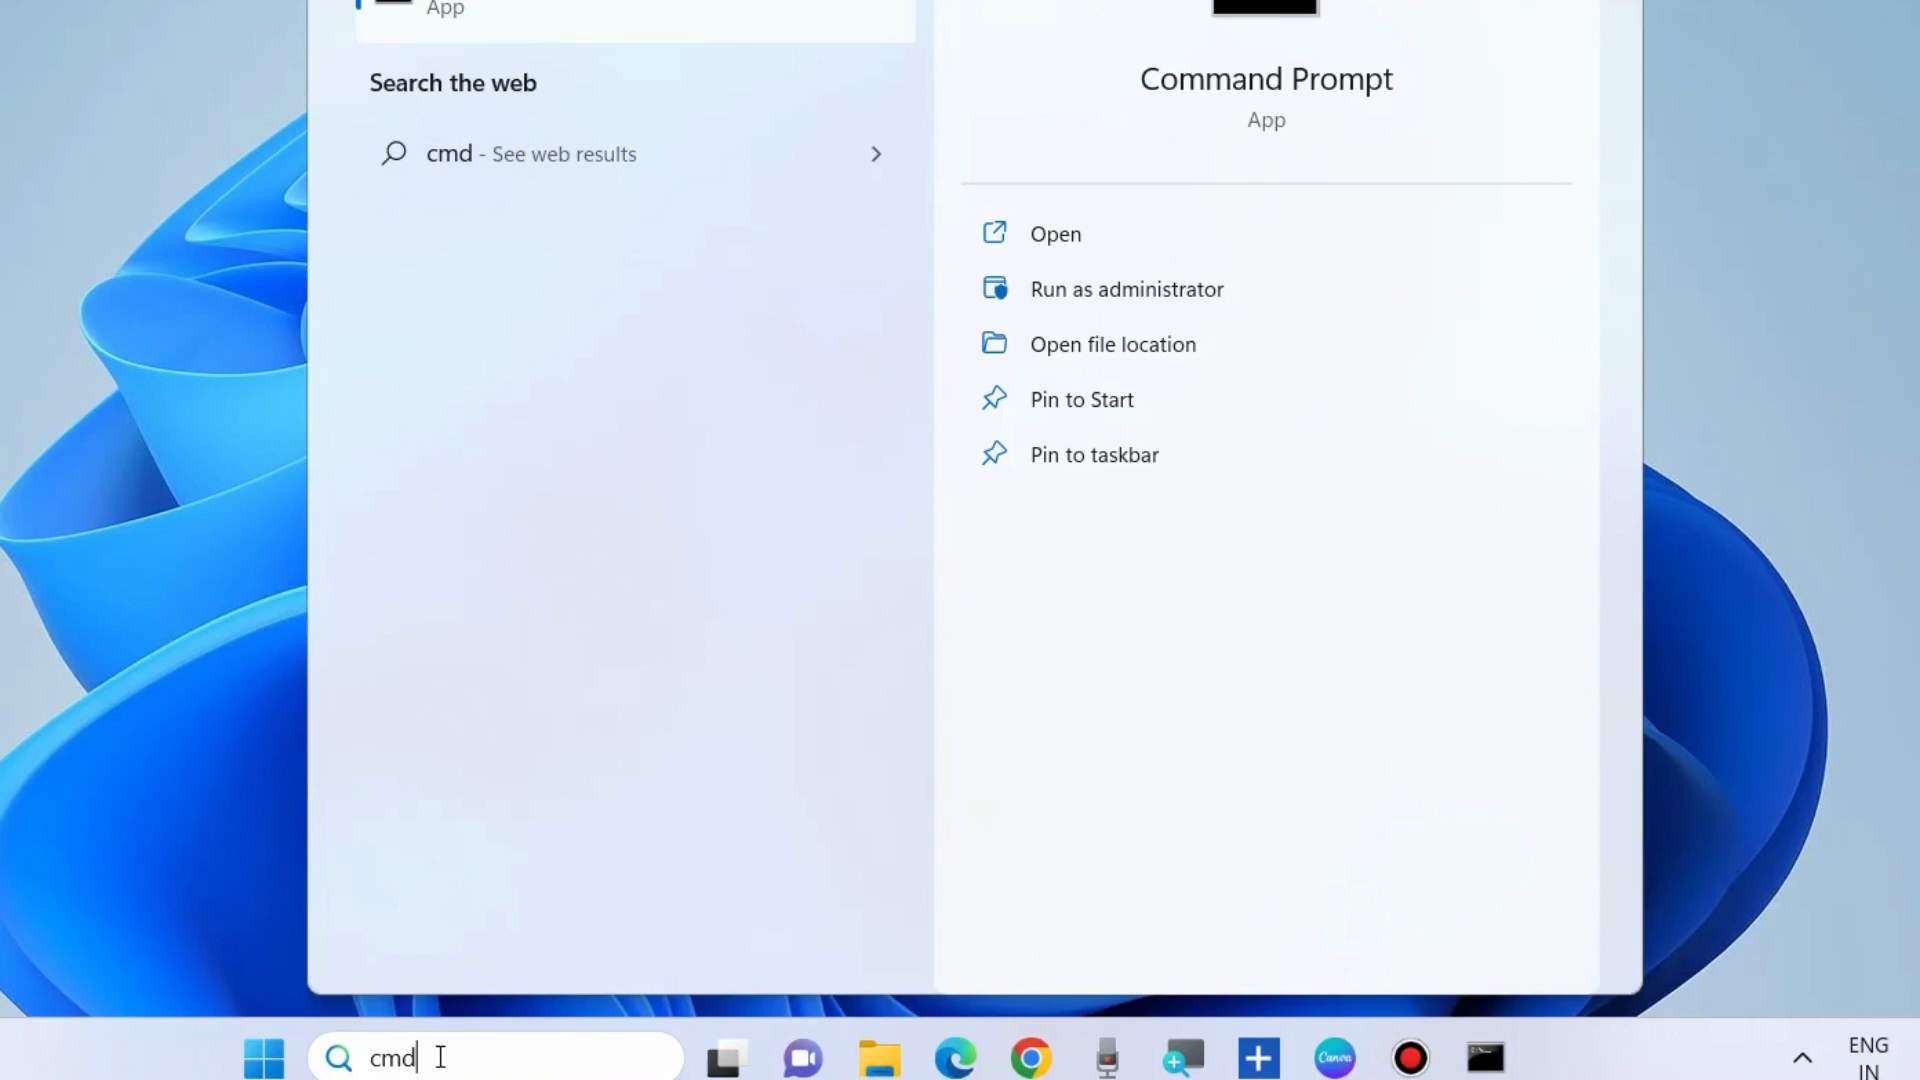 App
Search the web
cmd - See web results
Command Prompt
App
Open
Run as administrator
Open file location
Pin to Start
Pin to taskbar
cmd
Canva
ENG
IN